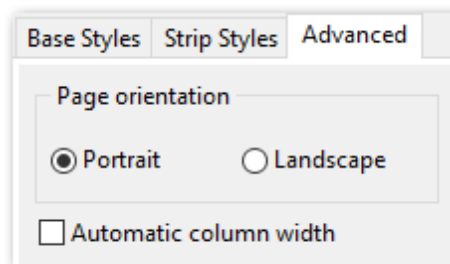 Base Styles Strip Styles Advanced
Page orientation
Portrait Landscape
Automatic column width